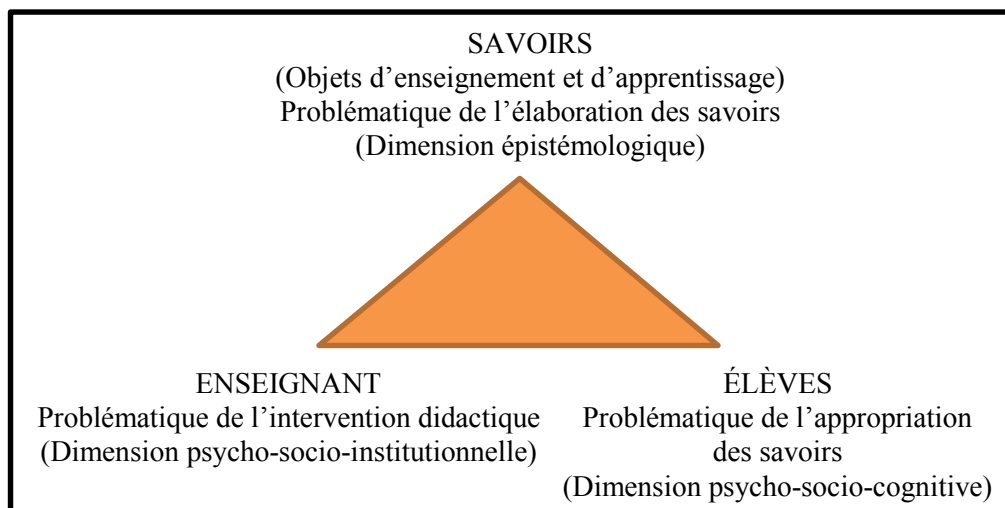 SAVOIRS
(Objets d’enseignement et d’apprentissage)
Problématique de l’élaboration des savoirs
(Dimension épistémologique)
ENSEIGNANT
Problématique de l’intervention didactique
(Dimension psycho-socio-institutionnelle)
ÉLÈVES
Problématique de l’appropriation
des savoirs
(Dimension psycho-socio-cognitive)